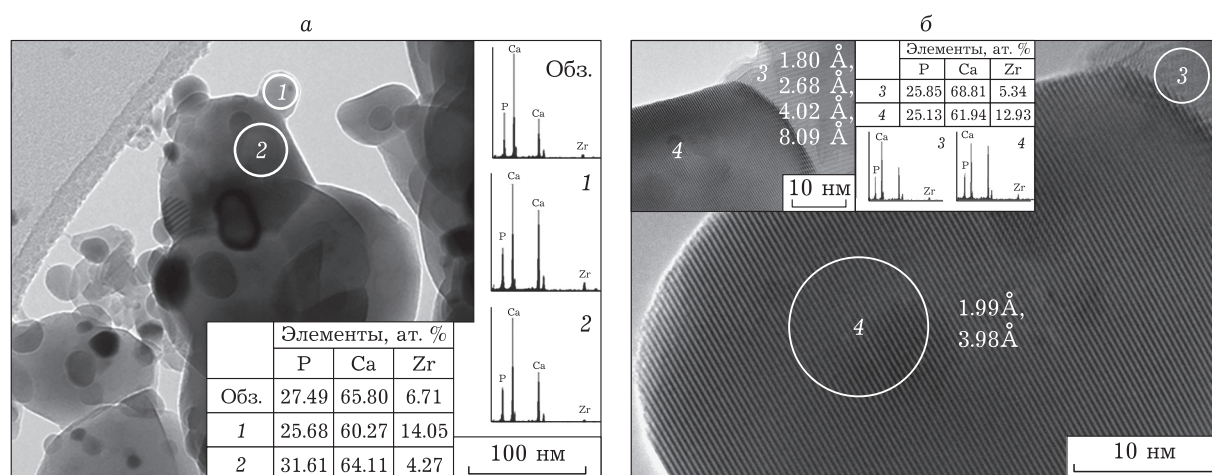 а
Обз.
Ca
P
Ca
Zr
1
Ca
P
Ca
Zr
2
Ca
P
Ca
Zr
1
2
Элементы, ат. %
P Ca Zr
Обз. 27.49 65.80 6.71
1 25.68 60.27 14.05
2 31.61 64.11 4.27
100 нм
б
3
1.80 Å,
2.68 Å,
4.02 Å,
8.09 Å
4
10 нм
Элементы, ат. %
P Ca Zr
3 25.85 68.81 5.34
4 25.13 61.94 12.93
3
Ca
P
Zr
4
Ca
P
Zr
3
4
1.99Å,
3.98Å
10 нм